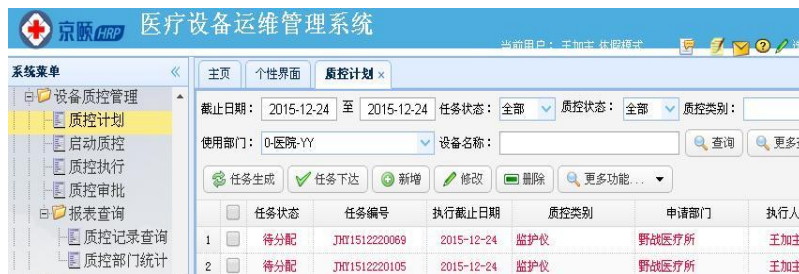 京颐HRP 医疗设备运维管理系统
当前用户： 王加主 体假模式
系统菜单 主页 个性界面 质控计划 ×
设备质控管理
质控计划
启动质控
质控执行
质控审批
报表查询
质控记录查询
质控部门统计
截止日期： 2015-12-24 至 2015-12-24 任务状态： 全部 质控状态： 全部 质控类别：
使用部门： 0-医院-YY 设备名称： 查询 更多
任务生成 任务下达 新增 修改 删除 更多功能...
任务状态 任务编号 执行截止日期 质控类别 申请部门 执行人
1 待分配 JHY1512220069 2015-12-24 监护仪 野战医疗所 王加主
2 待分配 JHY1512220105 2015-12-24 监护仪 野战医疗所 王加主